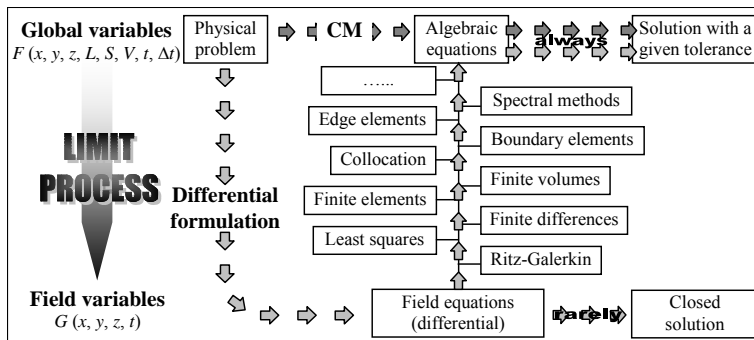 Global variables
F (x, y, z, L, S, V, t, Δt)
Physical
problem
CM
Algebraic
equations
always
Solution with a
given tolerance
…...
Spectral methods
Edge elements
Boundary elements
LIMIT
PROCESS
Collocation
Finite volumes
Differential
formulation
Finite elements
Finite differences
Least squares
Ritz-Galerkin
Field variables
G (x, y, z, t)
Field equations
(differential)
rarely
Closed
solution